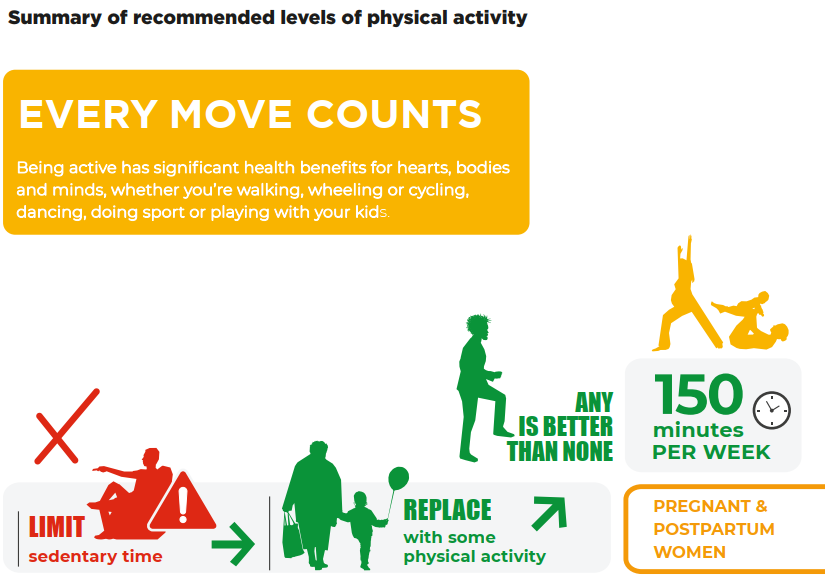 Summary of recommended levels of physical activity
EVERY MOVE COUNTS
Being active has significant health benefits for hearts, bodies
and minds, whether you're walking, wheeling or cycling,
dancing, doing sport or playing with your kids.
LIMIT
sedentary time
REPLACE
with some
physical activity
ANY
IS BETTER
THAN NONE
150
minutes
PER WEEK
PREGNANT &
POSTPARTUM
WOMEN